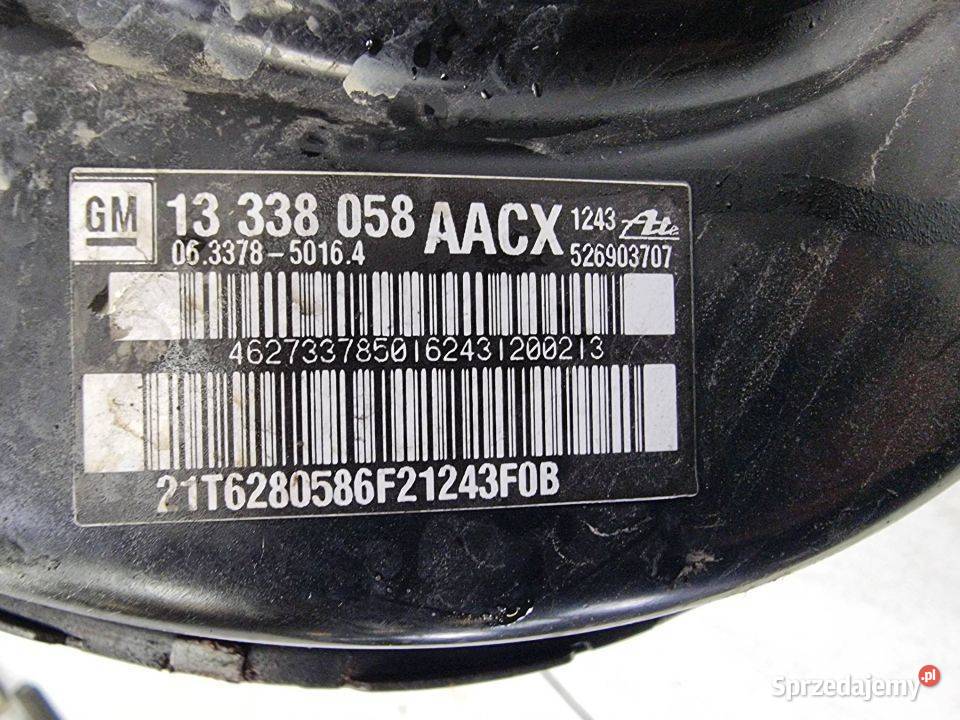 GM 13 338 058 AACX 1243 Ate
06.3378-5016.4 526903707
4627337850162431200213
21T6280586F21243F0B
Sprzedajemy.pl